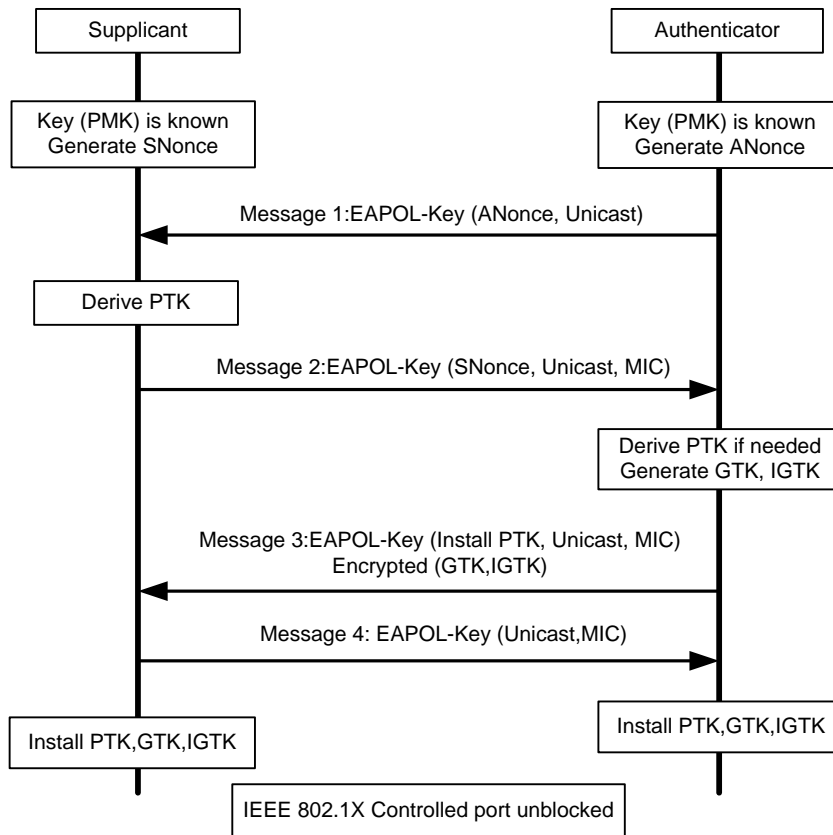 Supplicant
Authenticator
Key (PMK) is known
Generate SNonce
Key (PMK) is known
Generate ANonce
Message 1:EAPOL-Key (ANonce, Unicast)
Derive PTK
Message 2:EAPOL-Key (SNonce, Unicast, MIC)
Derive PTK if needed
Generate GTK, IGTK
Message 3:EAPOL-Key (Install PTK, Unicast, MIC)
Encrypted (GTK,IGTK)
Message 4: EAPOL-Key (Unicast,MIC)
Install PTK,GTK,IGTK
Install PTK,GTK,IGTK
IEEE 802.1X Controlled port unblocked